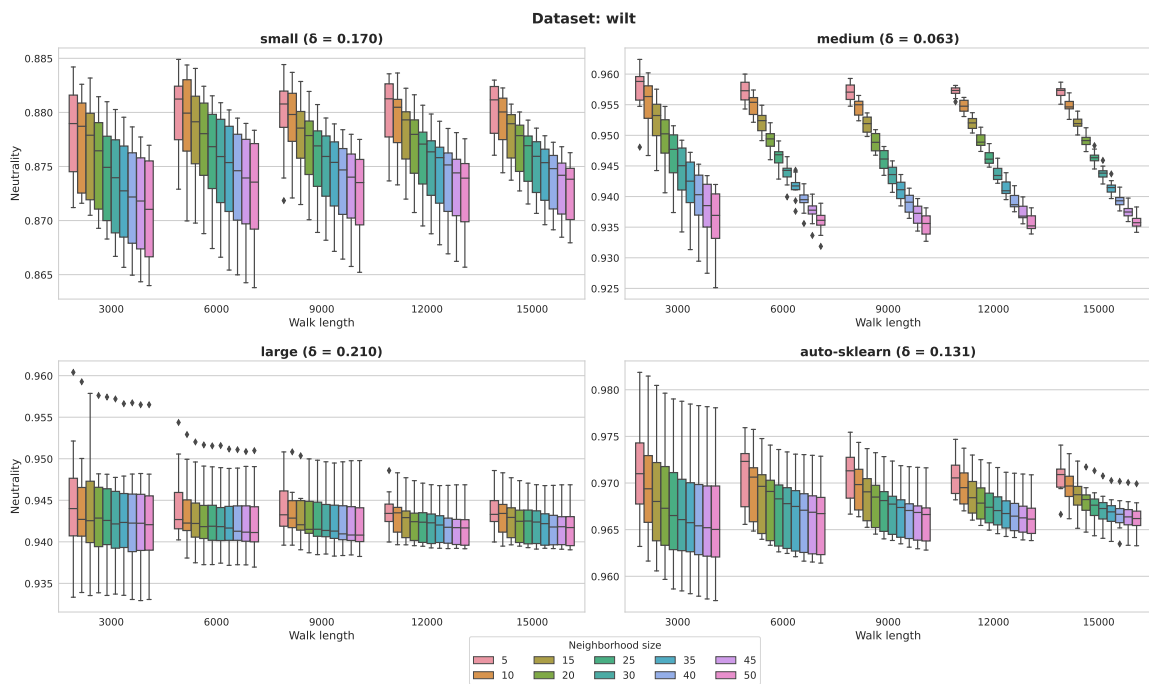 Dataset: wilt
small (δ = 0.170)
Neutrality
0.885
0.880
0.875
0.870
0.865
3000 6000 9000 12000 15000
Walk length
medium (δ = 0.063)
0.960
0.955
0.950
0.945
0.940
0.935
0.930
0.925
3000 6000 9000 12000 15000
Walk length
large (δ = 0.210)
Neutrality
0.960
0.955
0.950
0.945
0.940
0.935
3000 6000 9000 12000 15000
Walk length
auto-sklearn (δ = 0.131)
0.980
0.975
0.970
0.965
0.960
3000 6000 9000 12000 15000
Walk length
Neighborhood size
5 15 25 35 45
10 20 30 40 50